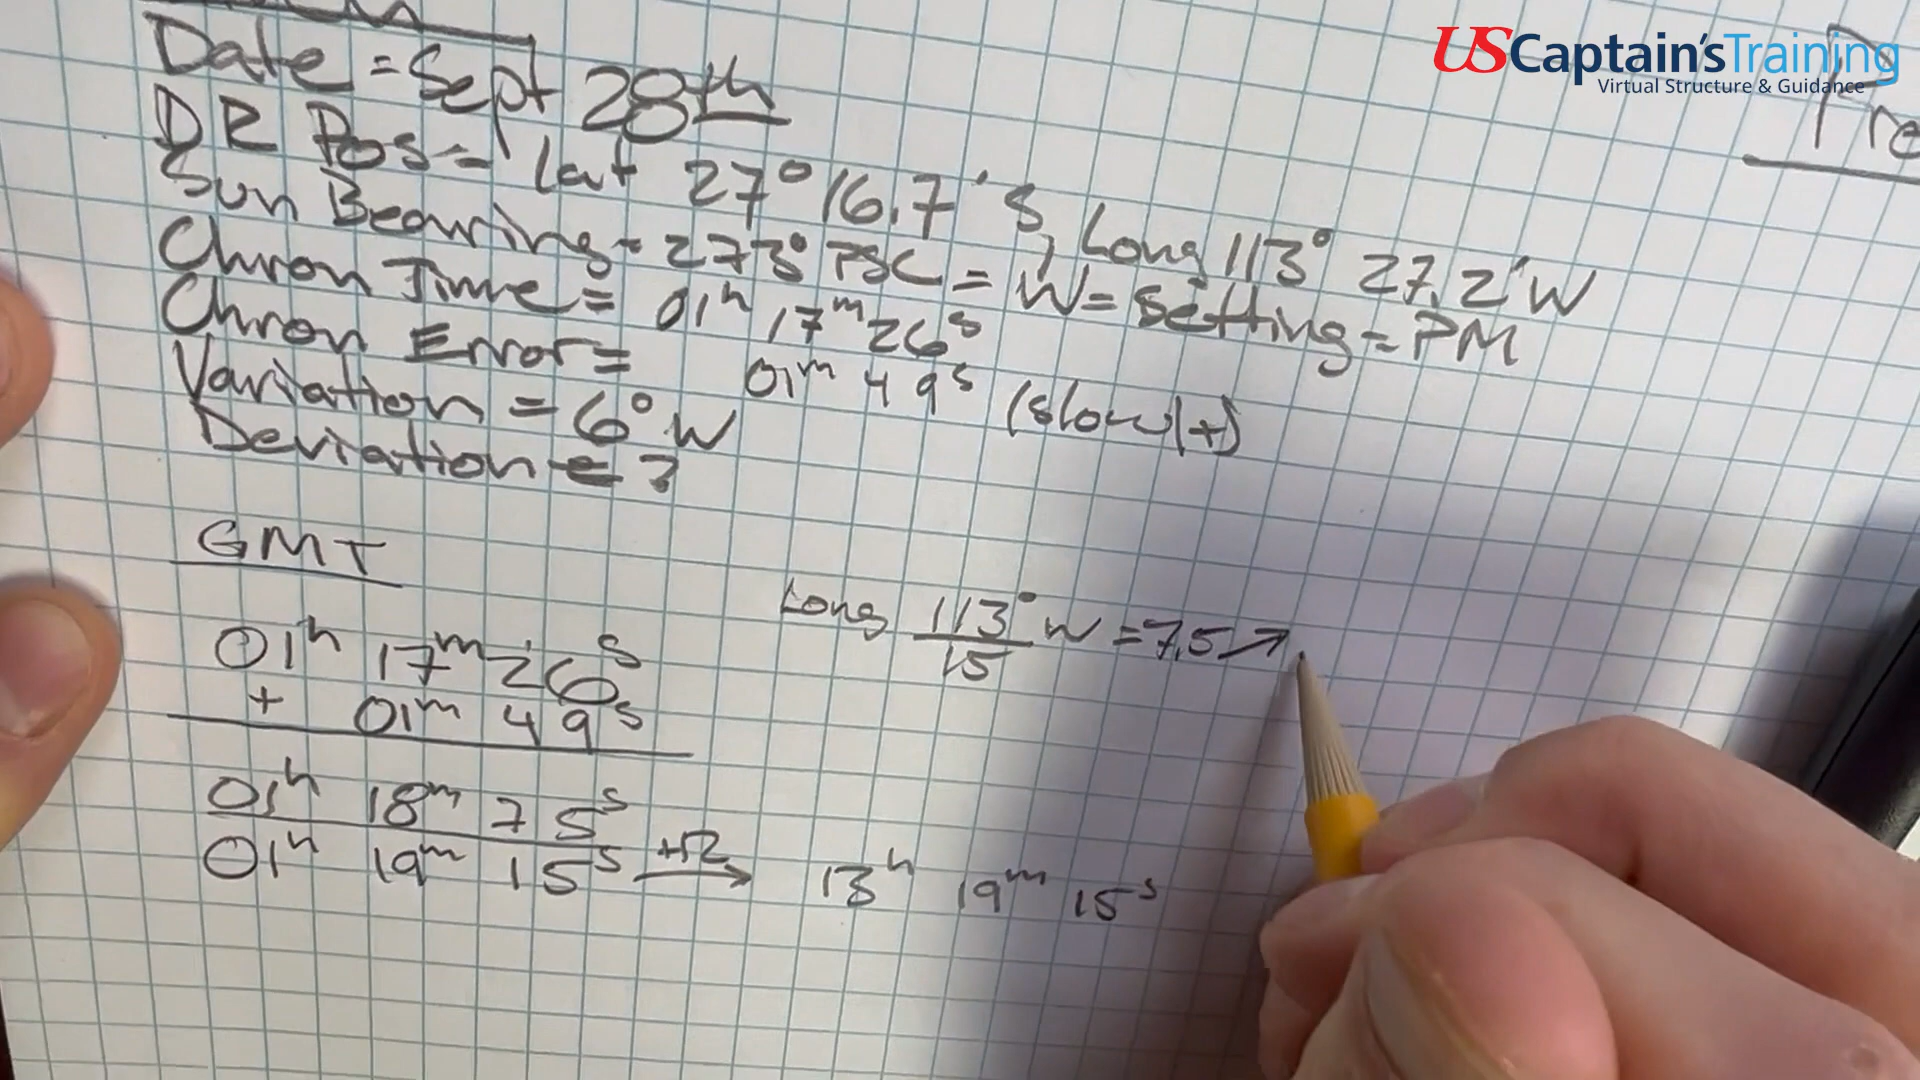 USCaptain'sTraining
Virtual Structure & Guidance
Date = Sept 28th
DR Pos = Lat 27° 16.7' S, Long 113° 27.2' W
Sun Bearing = 273° PSC = W = Setting = PM
Chron Time = 01h 17m 26s
Chron Error = 01m 49s (slow/+)
Variation = 6° W
Deviation = ?
Pre
GMT
01h 17m 26s
+ 01m 49s
01h 18m 75s
01h 19m 15s +12 → 13h 19m 15s
Long 113° W = 7.5 →
15